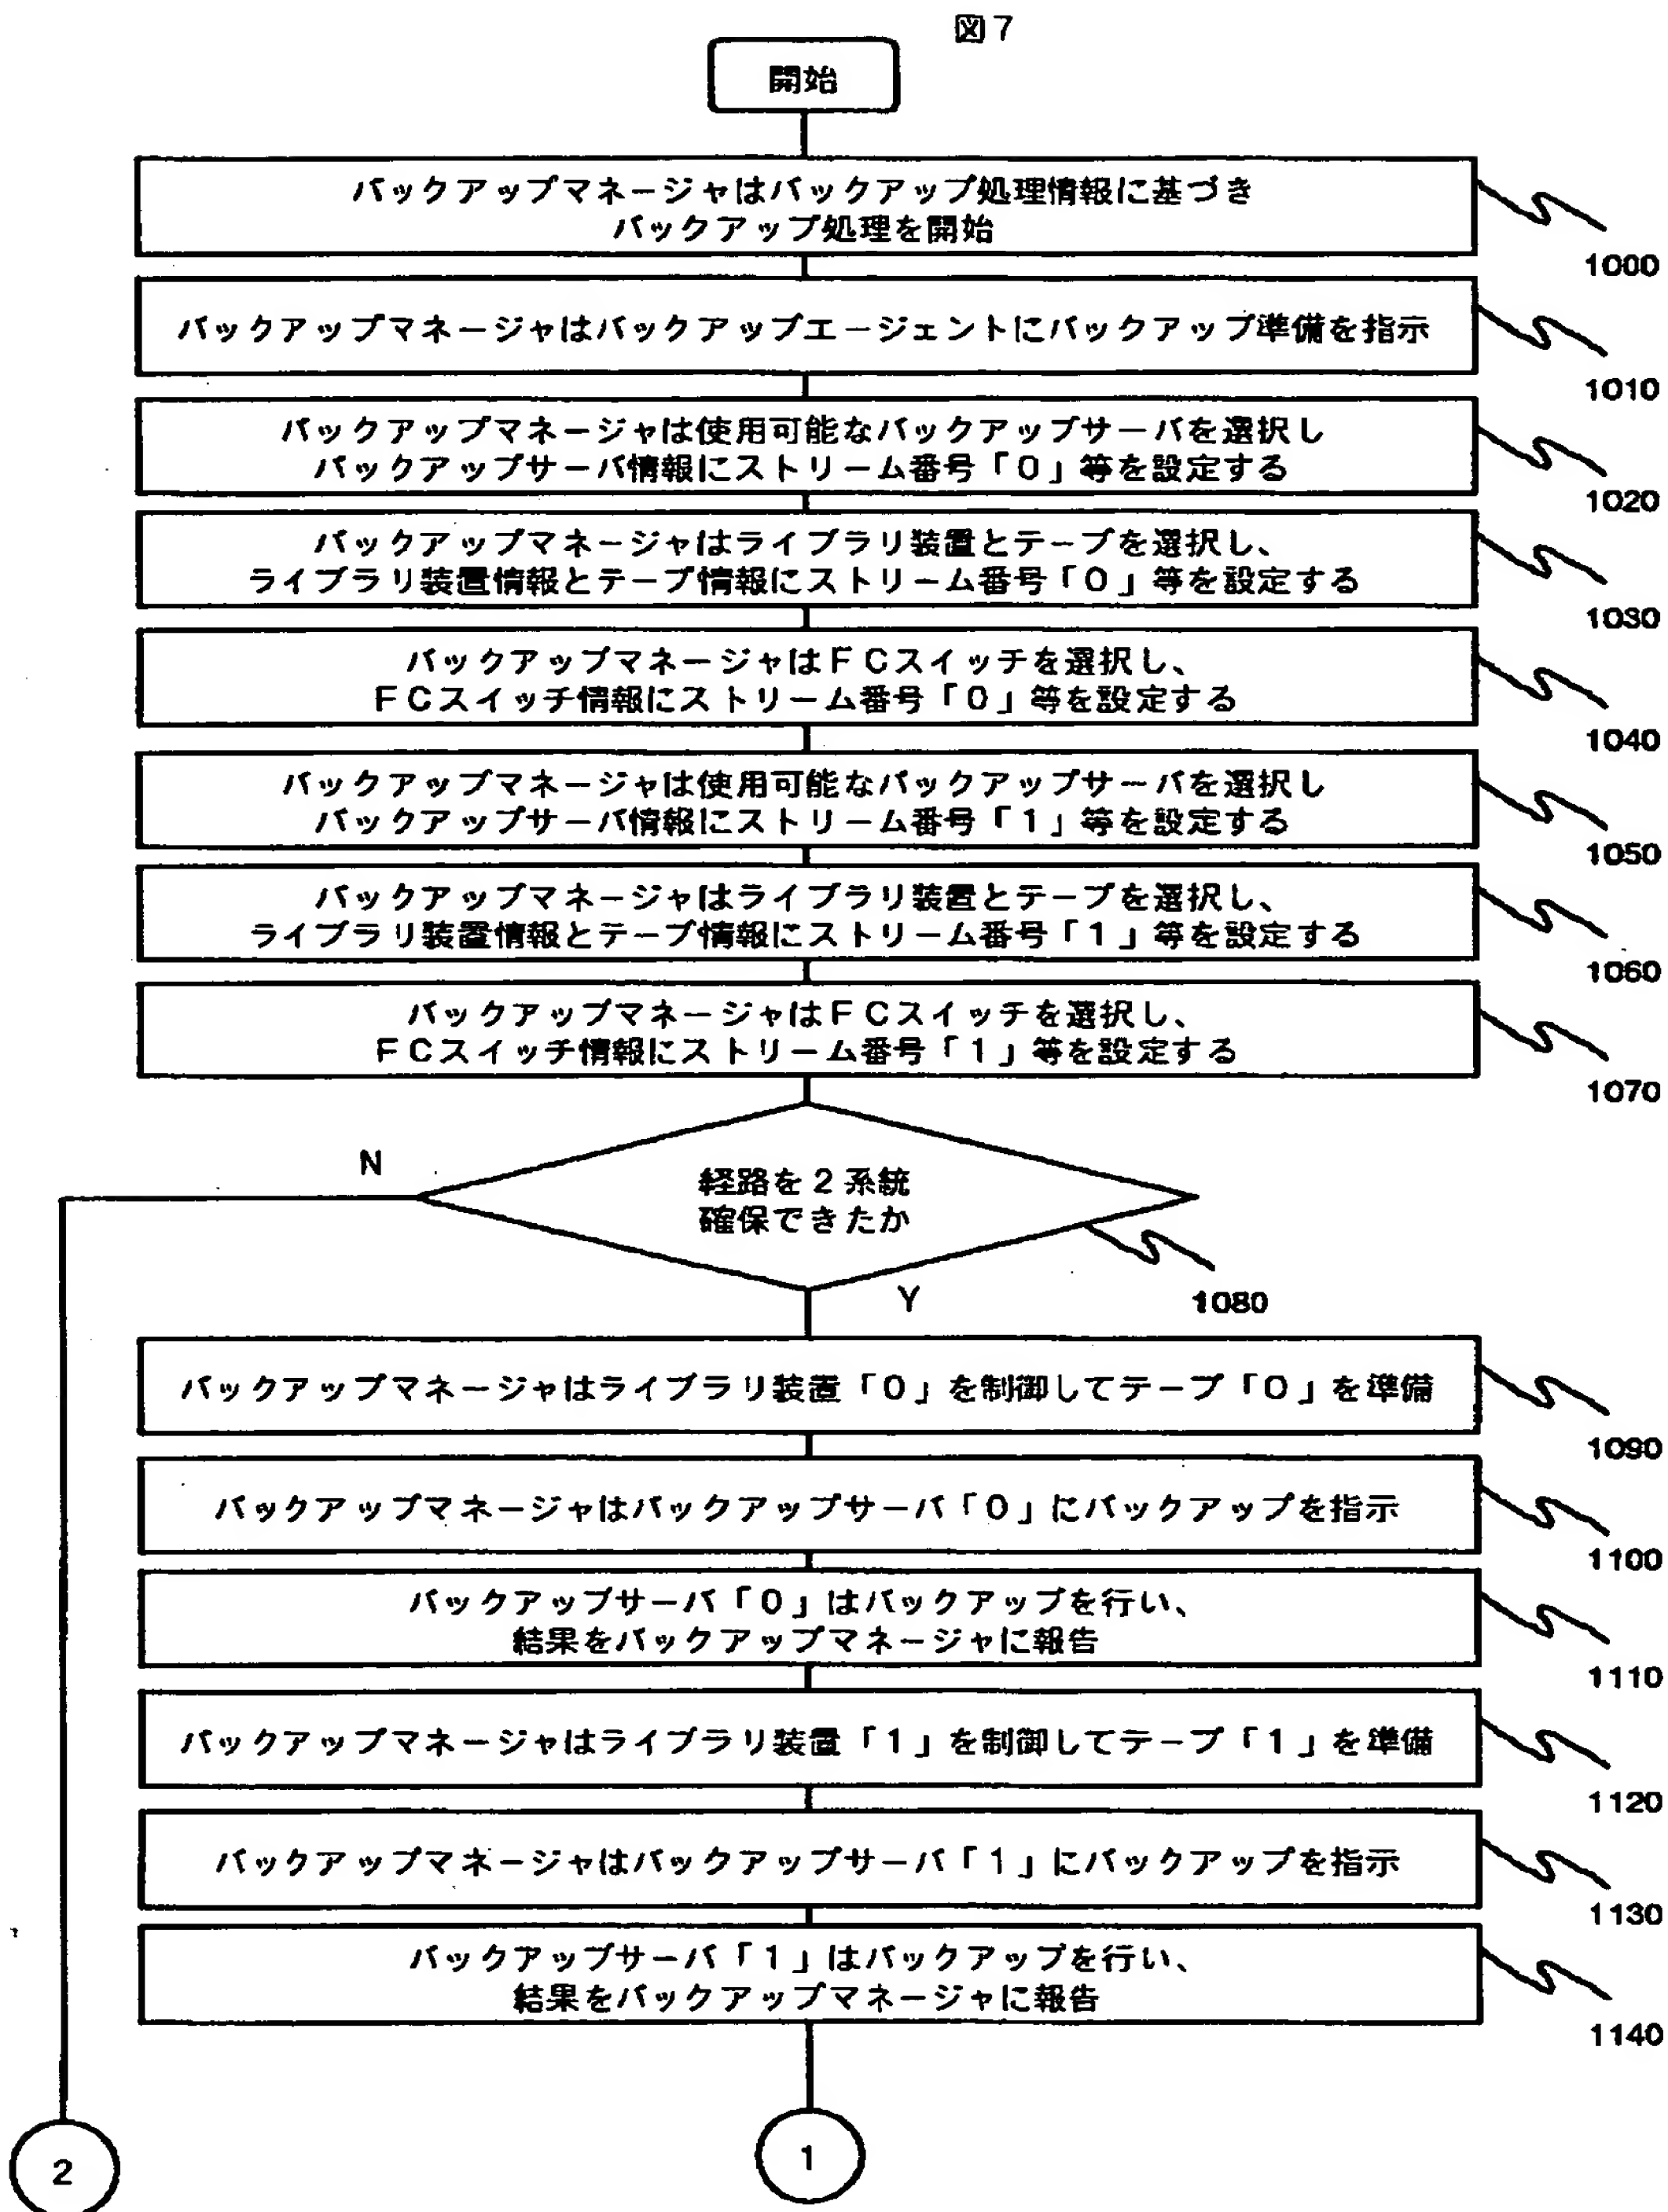 図7
開始
バックアップマネージャはバックアップ処理情報に基づき
バックアップ処理を開始
1000
バックアップマネージャはバックアップエージェントにバックアップ準備を指示
1010
バックアップマネージャは使用可能なバックアップサーバを選択し
バックアップサーバ情報にストリーム番号「0」等を設定する
1020
バックアップマネージャはライブラリ装置とテープを選択し、
ライブラリ装置情報とテープ情報にストリーム番号「0」等を設定する
1030
バックアップマネージャはFCスイッチを選択し、
FCスイッチ情報にストリーム番号「0」等を設定する
1040
バックアップマネージャは使用可能なバックアップサーバを選択し
バックアップサーバ情報にストリーム番号「1」等を設定する
1050
バックアップマネージャはライブラリ装置とテープを選択し、
ライブラリ装置情報とテープ情報にストリーム番号「1」等を設定する
1060
バックアップマネージャはFCスイッチを選択し、
FCスイッチ情報にストリーム番号「1」等を設定する
1070
N
経路を2系統
確保できたか
Y
1080
バックアップマネージャはライブラリ装置「0」を制御してテープ「0」を準備
1090
バックアップマネージャはバックアップサーバ「0」にバックアップを指示
1100
バックアップサーバ「0」はバックアップを行い、
結果をバックアップマネージャに報告
1110
バックアップマネージャはライブラリ装置「1」を制御してテープ「1」を準備
1120
バックアップマネージャはバックアップサーバ「1」にバックアップを指示
1130
バックアップサーバ「1」はバックアップを行い、
結果をバックアップマネージャに報告
1140
2
1